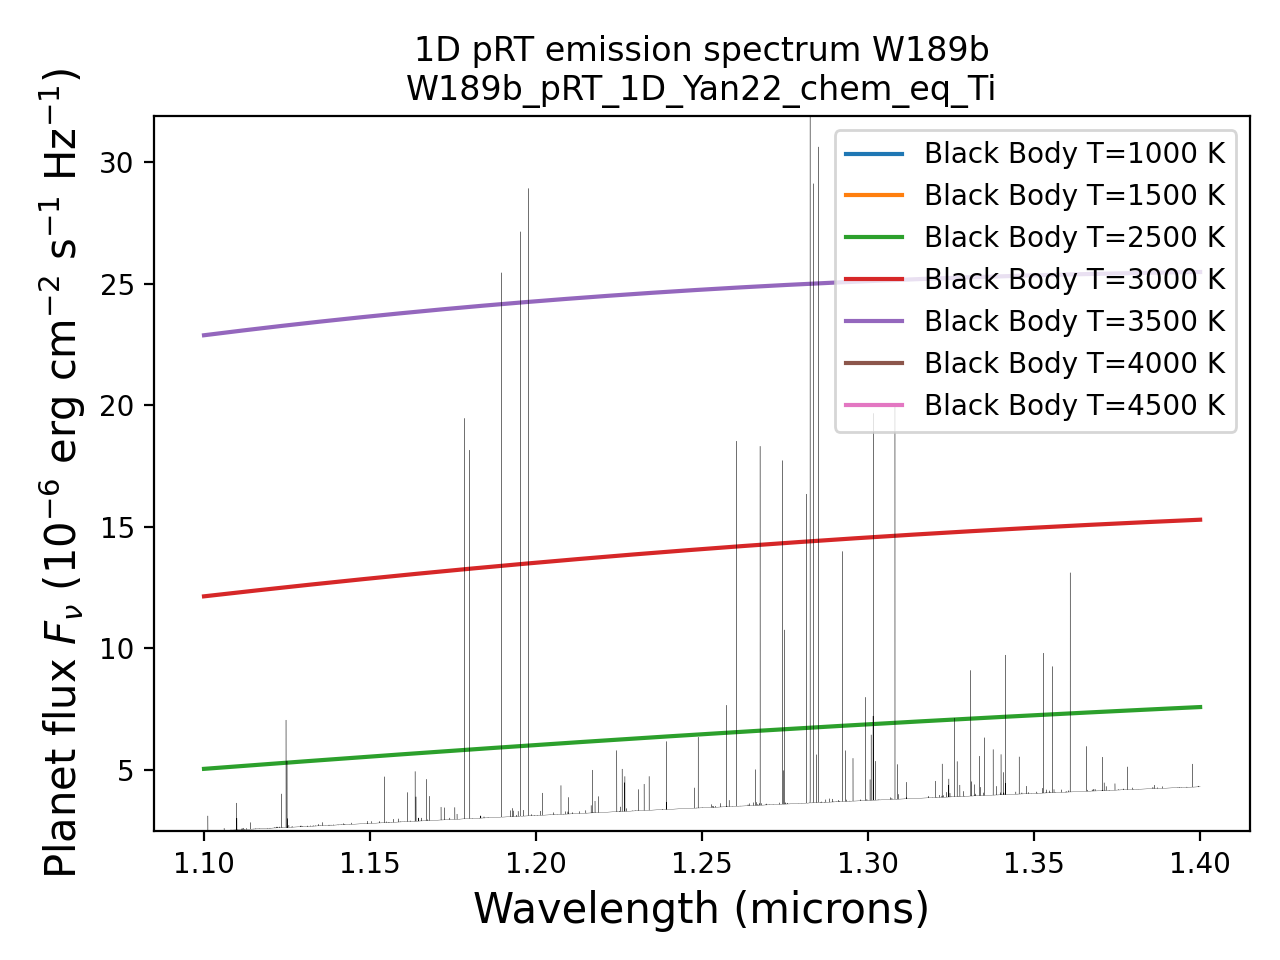 1D pRT emission spectrum W189b
W189b_pRT_1D_Yan22_chem_eq_Ti
Planet flux $F_\nu$ (10$^{-6}$ erg cm$^{-2}$ s$^{-1}$ Hz$^{-1}$)
30
25
20
15
10
5
Black Body T=1000 K
Black Body T=1500 K
Black Body T=2500 K
Black Body T=3000 K
Black Body T=3500 K
Black Body T=4000 K
Black Body T=4500 K
1.10 1.15 1.20 1.25 1.30 1.35 1.40
Wavelength (microns)